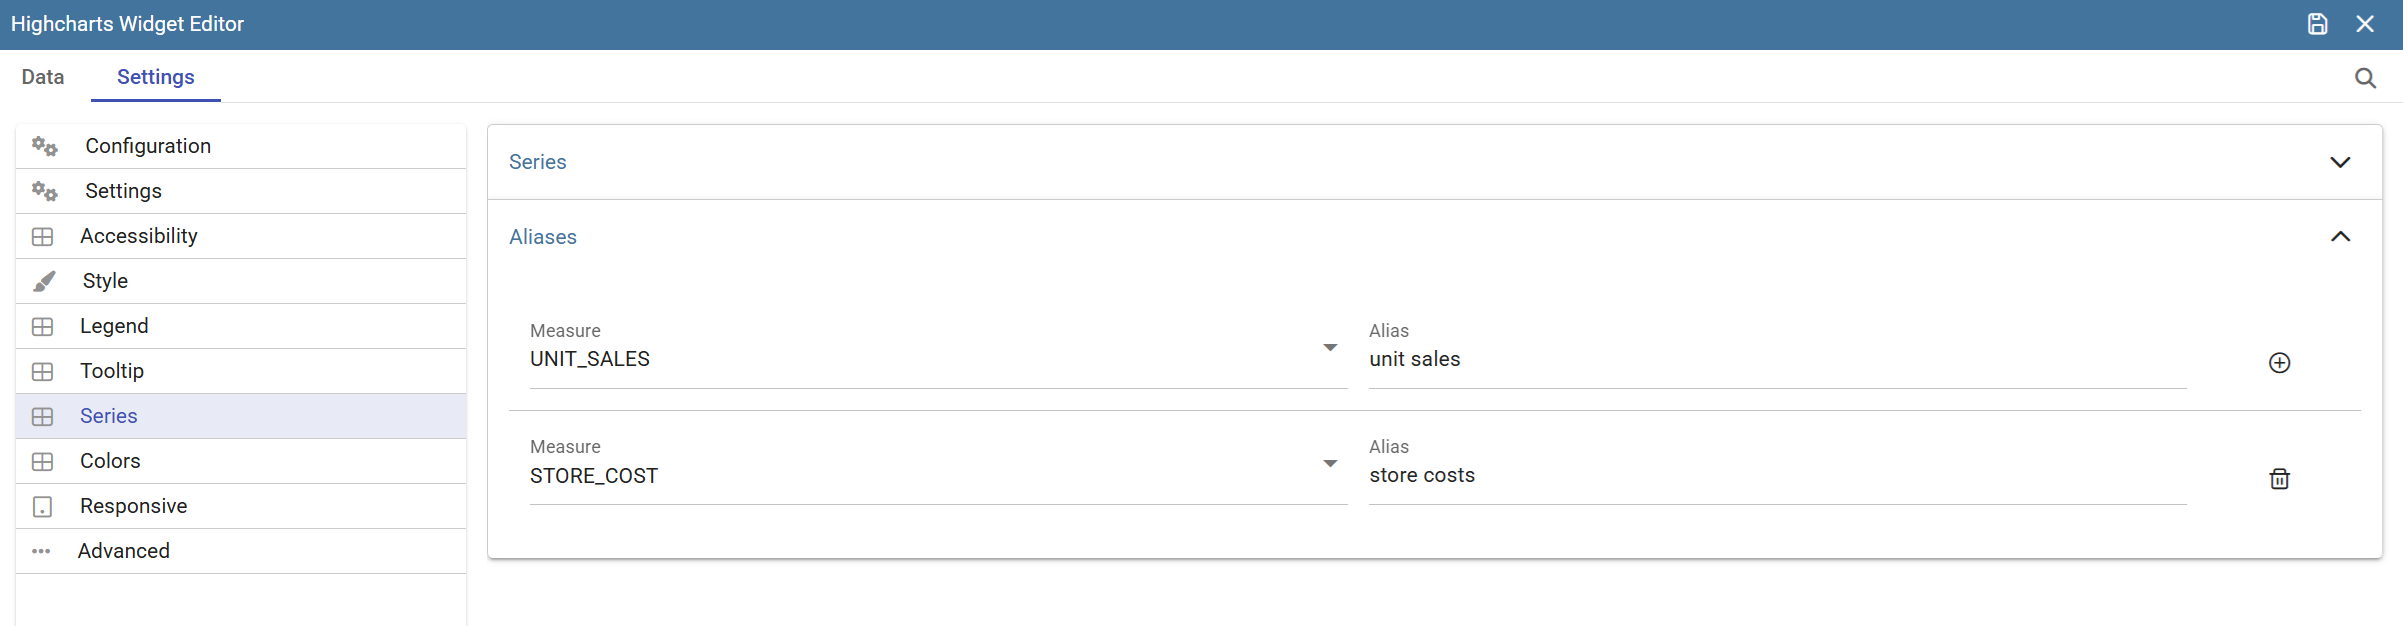 Highcharts Widget Editor
Data Settings
Configuration
Settings
Accessibility
Style
Legend
Tooltip
Series
Colors
Responsive
Advanced
Series
Aliases
Measure Alias
UNIT_SALES unit sales
Measure Alias
STORE_COST store costs